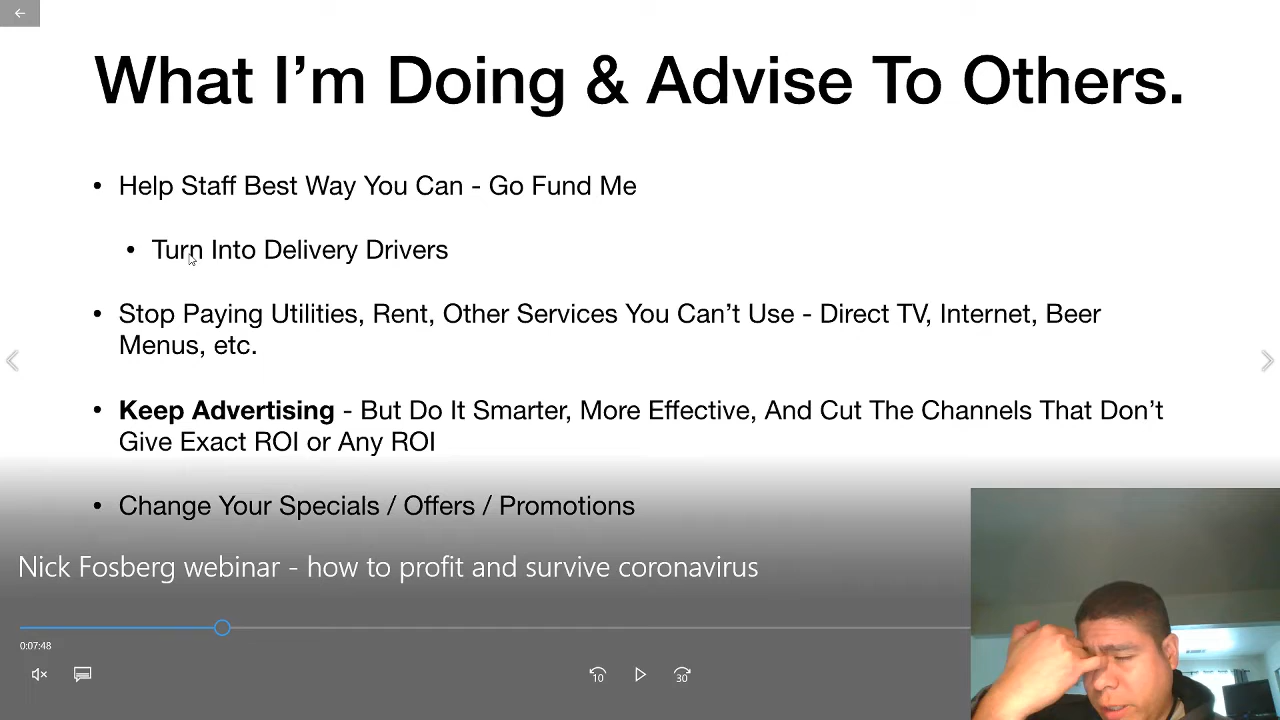 What I'm Doing & Advise To Others.
• Help Staff Best Way You Can - Go Fund Me
• Turn Into Delivery Drivers
• Stop Paying Utilities, Rent, Other Services You Can't Use - Direct TV, Internet, Beer
Menus, etc.
• Keep Advertising - But Do It Smarter, More Effective, And Cut The Channels That Don't
Give Exact ROI or Any ROI
• Change Your Specials / Offers / Promotions
Nick Fosberg webinar - how to profit and survive coronavirus
0:07:48
10
30